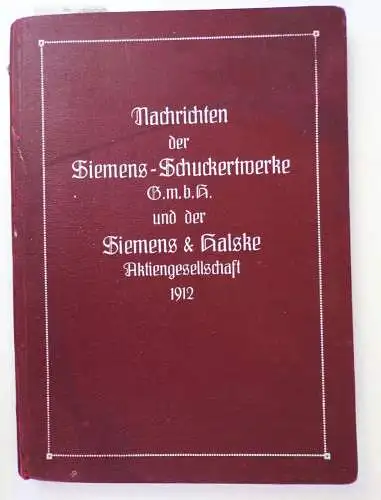 Nachrichten
der
Siemens-Schuckertwerke
G.m.b.H.
und der
Siemens & Halske
Aktiengesellschaft
1912